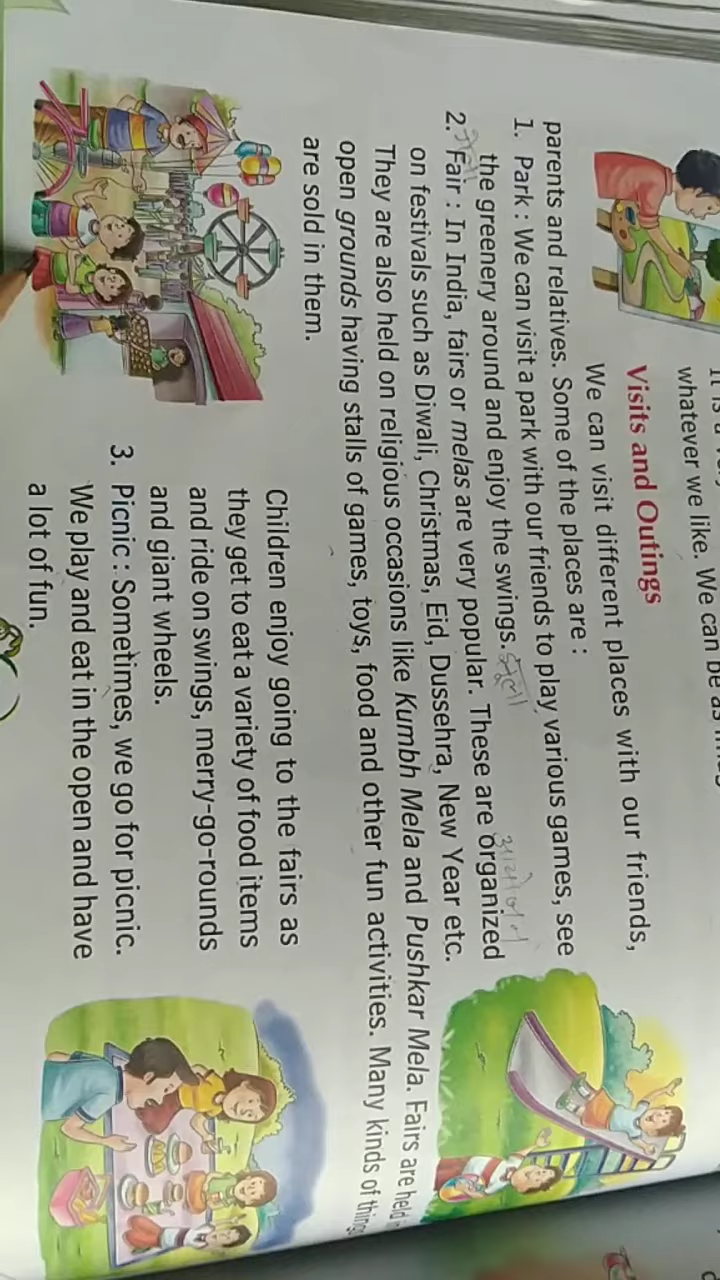 whatever we like. We can be as
Visits and Outings
We can visit different places with our friends,
parents and relatives. Some of the places are :
1. Park : We can visit a park with our friends to play various games, see
the greenery around and enjoy the swings. झूला
2. Fair : In India, fairs or melas are very popular. These are organized
on festivals such as Diwali, Christmas, Eid, Dussehra, New Year etc.
They are also held on religious occasions like Kumbh Mela and Pushkar Mela. Fairs are held
open grounds having stalls of games, toys, food and other fun activities. Many kinds of
are sold in them.
Children enjoy going to the fairs as
they get to eat a variety of food items
and ride on swings, merry-go-rounds
and giant wheels.
3. Picnic : Sometimes, we go for picnic.
We play and eat in the open and have
a lot of fun.